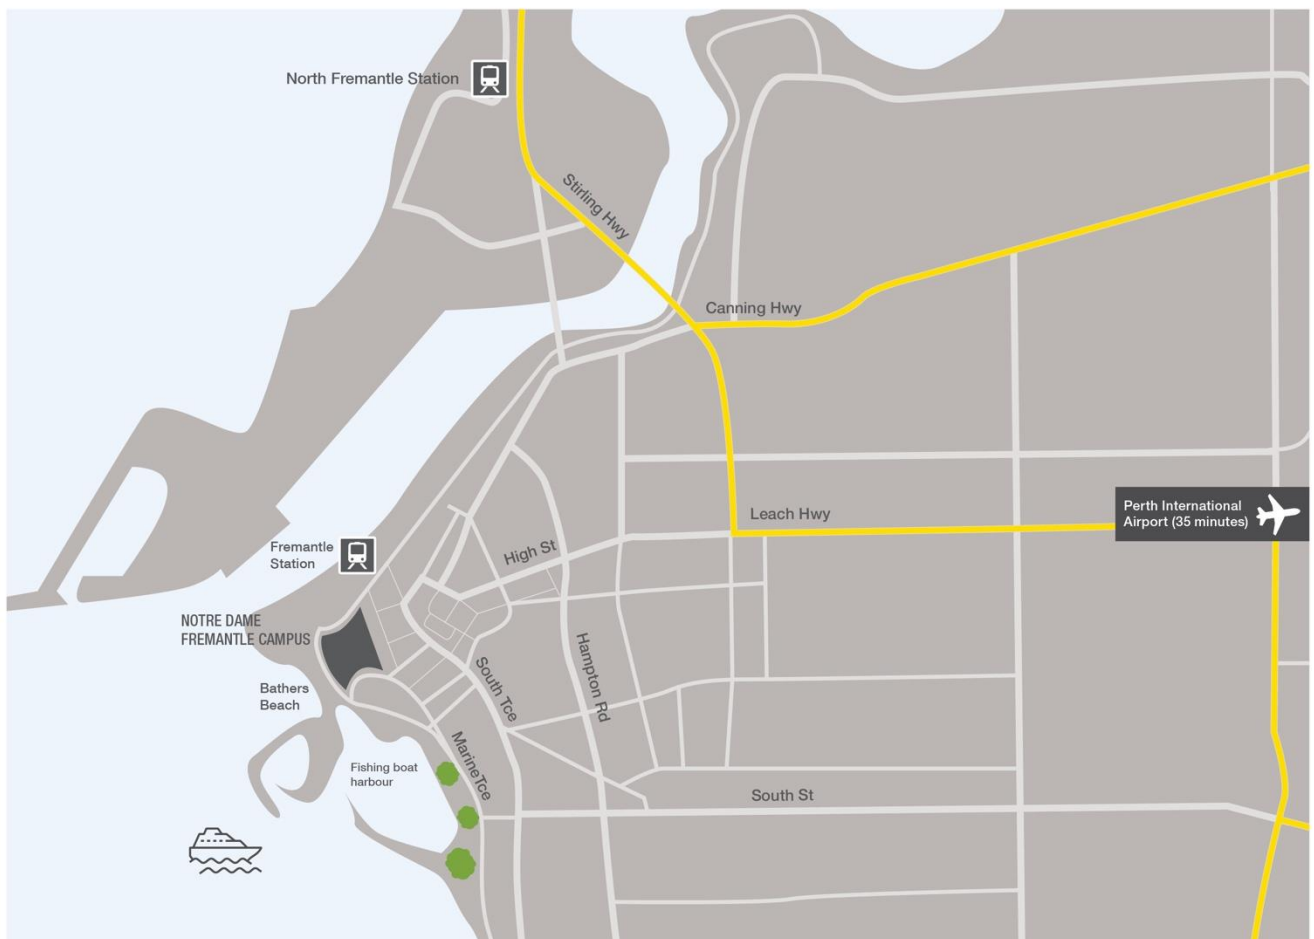 North Fremantle Station
Stirling Hwy
Canning Hwy
Perth International
Airport (35 minutes)
Leach Hwy
High St
Fremantle
Station
NOTRE DAME
FREMANTLE CAMPUS
Hampton Rd
South Tce
Bathers
Beach
MarineTce
Fishing boat
harbour
South St